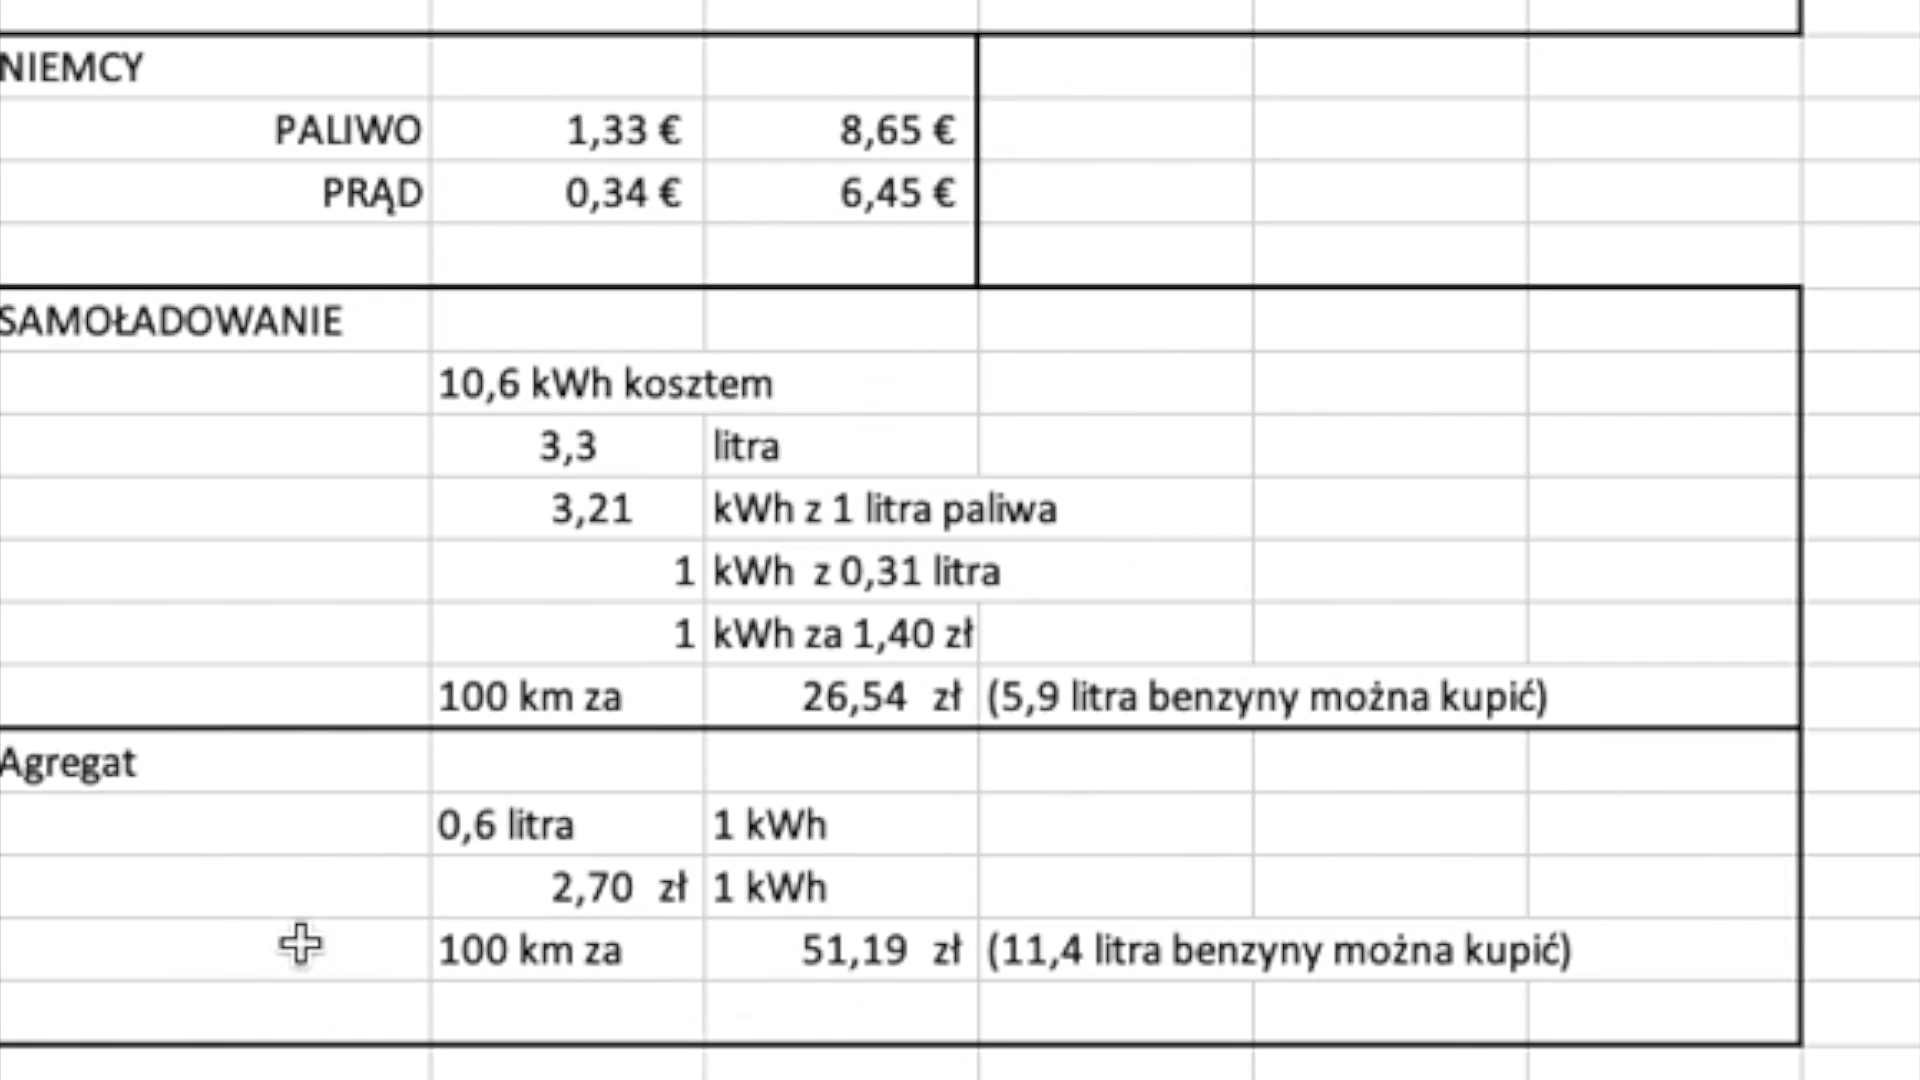 NIEMCY
PALIWO 1,33 € 8,65 €
PRĄD 0,34 € 6,45 €
SAMOŁADOWANIE
10,6 kWh kosztem
3,3 litra
3,21 kWh z 1 litra paliwa
1 kWh z 0,31 litra
1 kWh za 1,40 zł
100 km za 26,54 zł (5,9 litra benzyny można kupić)
Agregat
0,6 litra 1 kWh
2,70 zł 1 kWh
100 km za 51,19 zł (11,4 litra benzyny można kupić)